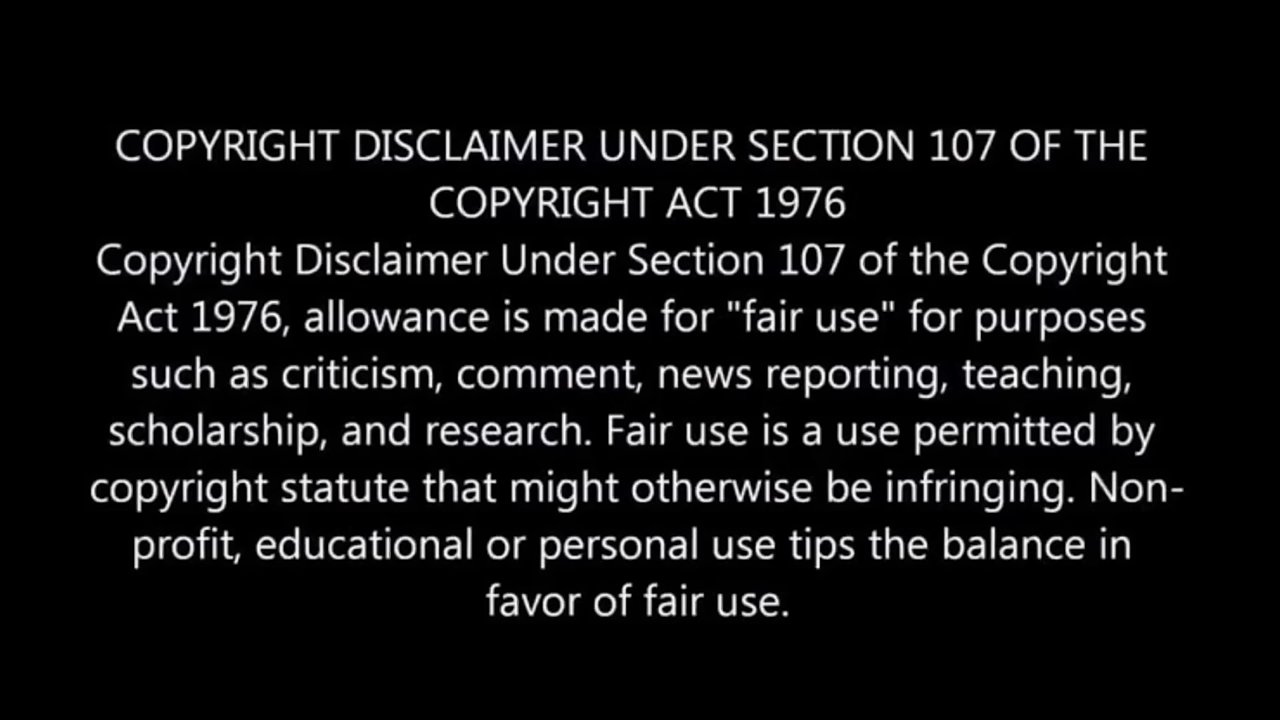 COPYRIGHT DISCLAIMER UNDER SECTION 107 OF THE
COPYRIGHT ACT 1976
Copyright Disclaimer Under Section 107 of the Copyright
Act 1976, allowance is made for "fair use" for purposes
such as criticism, comment, news reporting, teaching,
scholarship, and research. Fair use is a use permitted by
copyright statute that might otherwise be infringing. Non-
profit, educational or personal use tips the balance in
favor of fair use.